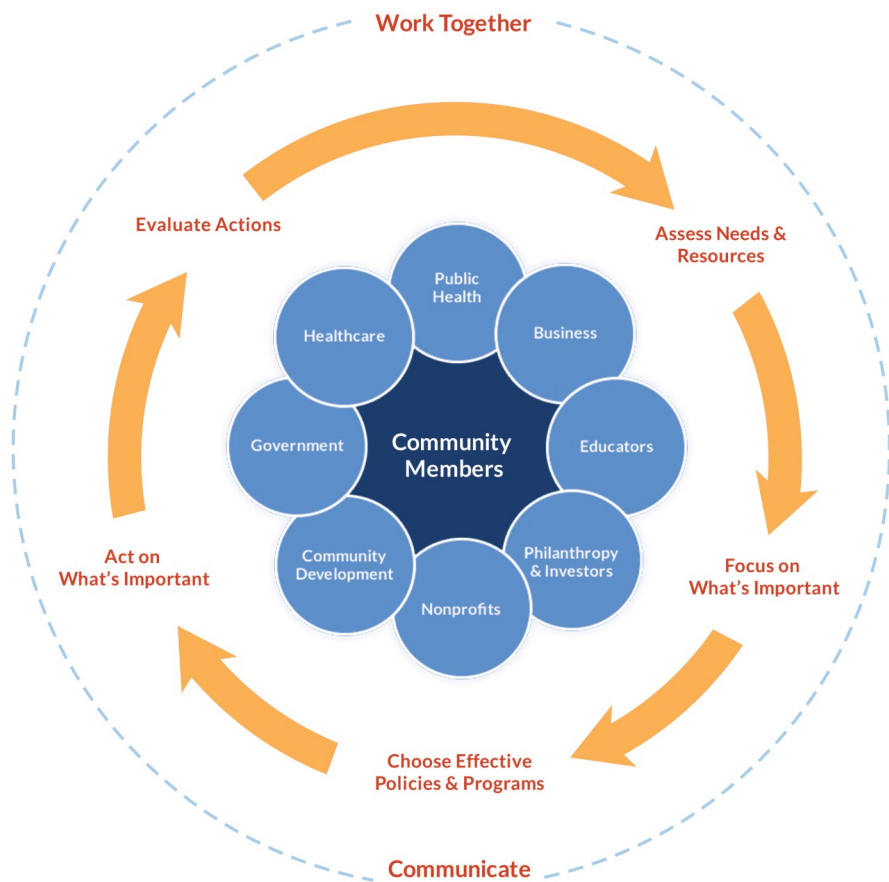 Work Together
Evaluate Actions
Assess Needs &
Resources
Public
Health
Healthcare
Business
Government
Community
Members
Educators
Community
Development
Philanthropy
& Investors
Nonprofits
Act on
What's Important
Focus on
What's Important
Choose Effective
Policies & Programs
Communicate